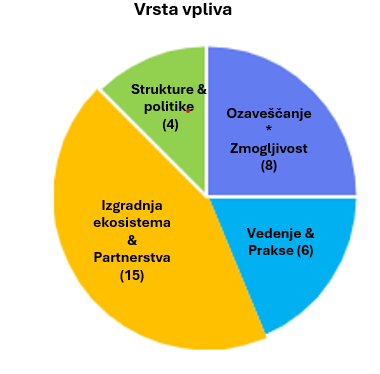 Vrsta vpliva
Strukture &
politike
(4)
Ozaveščanje
*
Zmogljivost
(8)
Izgradnja
ekosistema
&
Partnerstva
(15)
Vedenje &
Prakse (6)